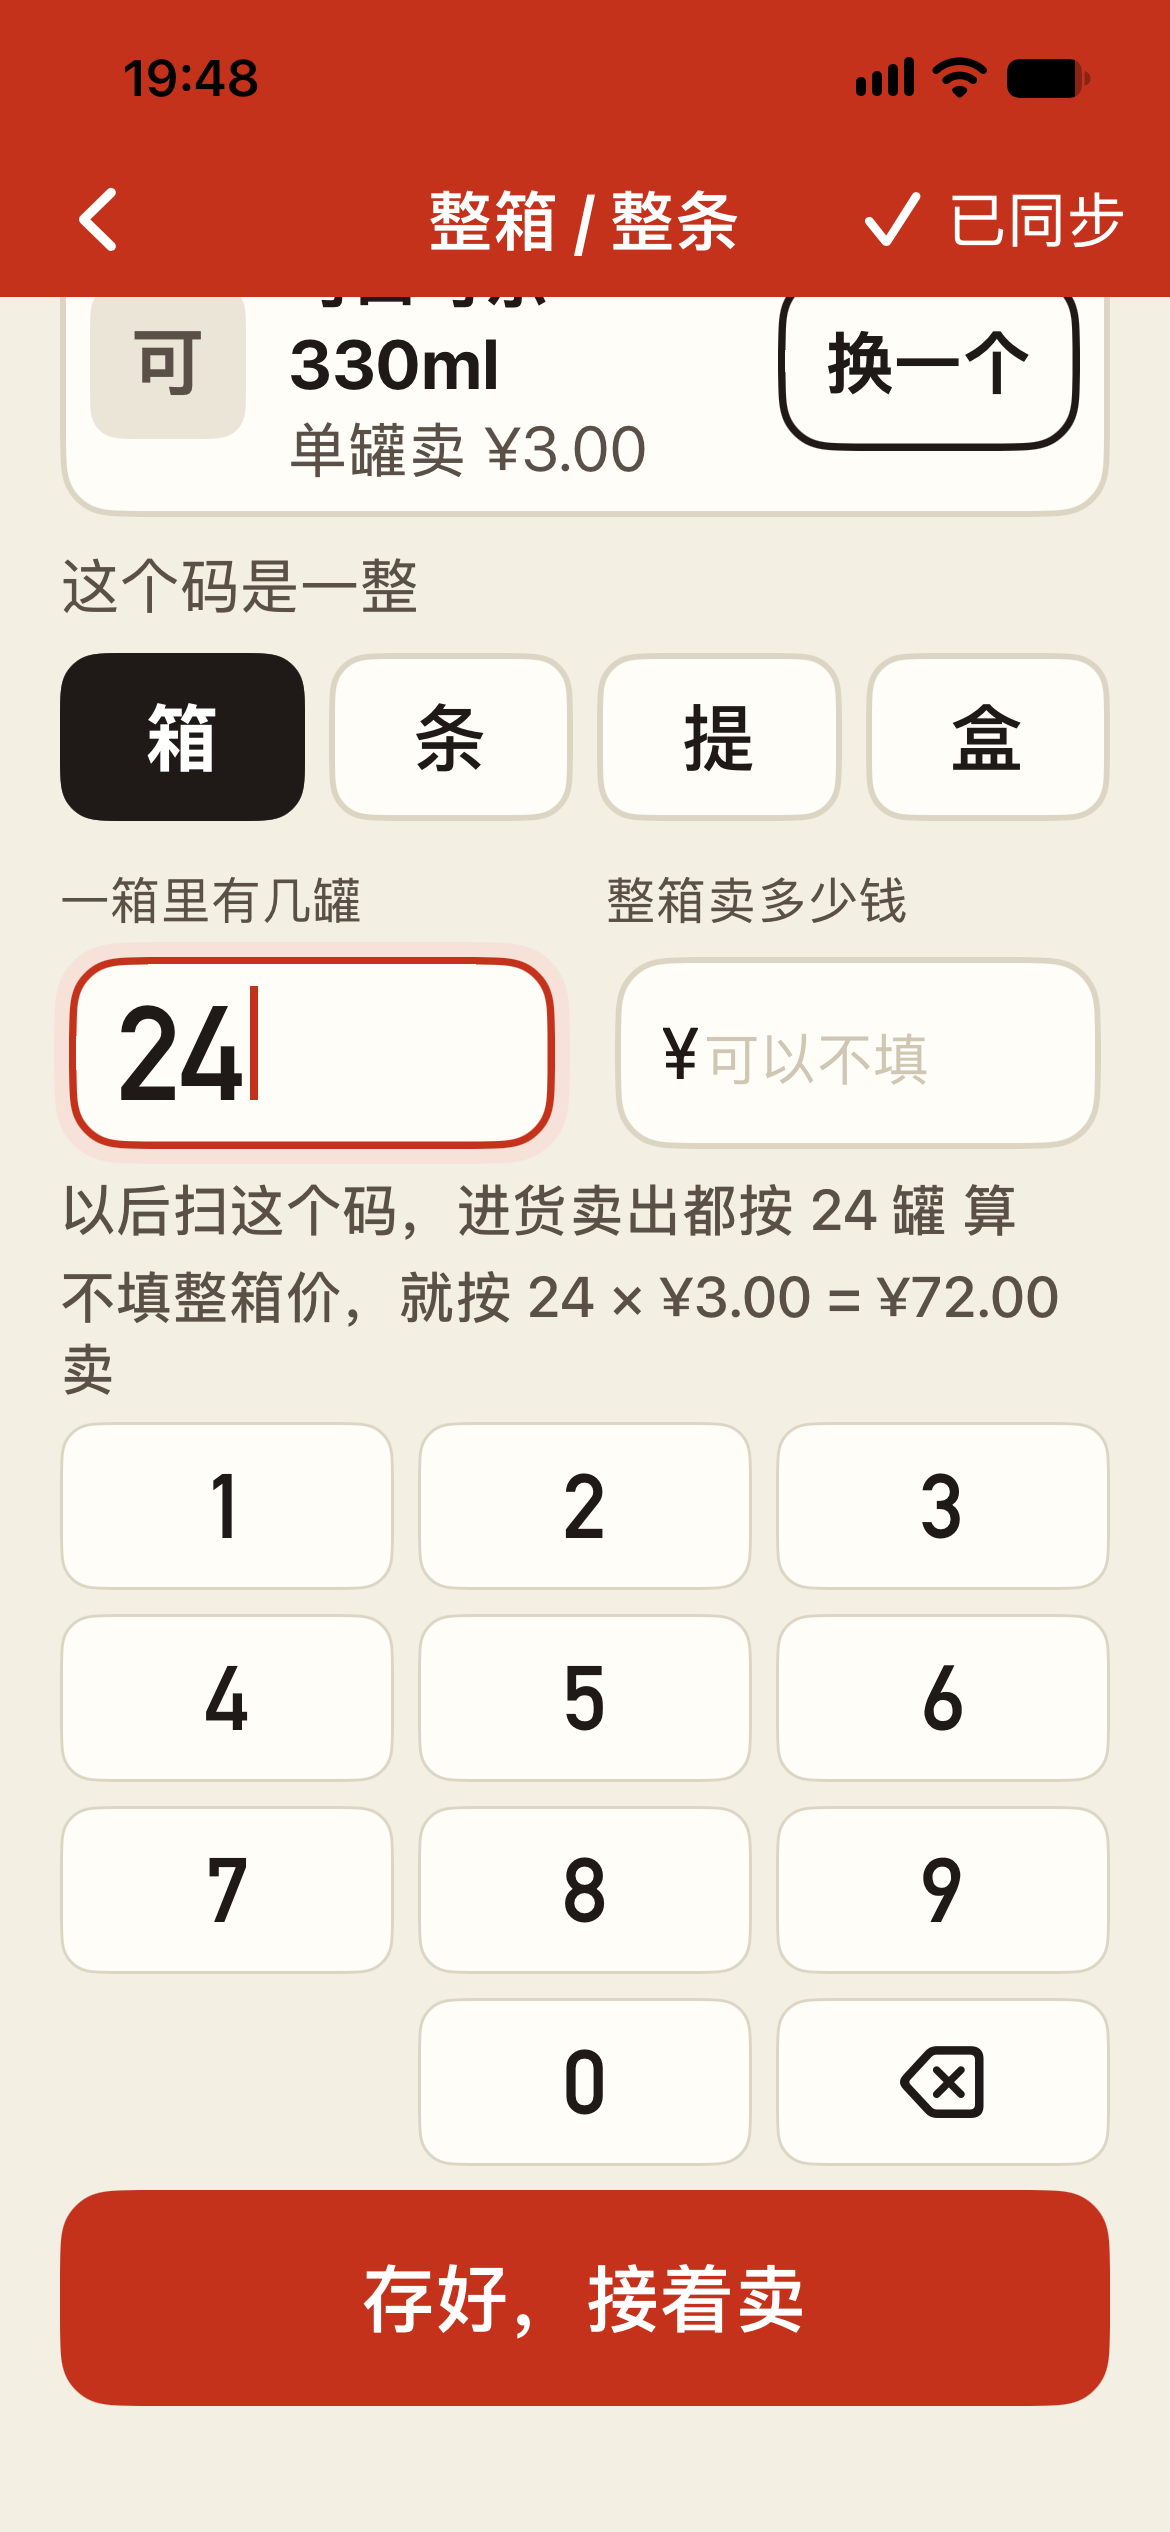 19:48
整箱 / 整条
已同步
可
330ml
单罐卖 ¥3.00
换一个
这个码是一整
箱
条
提
盒
一箱里有几罐
整箱卖多少钱
24
¥可以不填
以后扫这个码，进货卖出都按 24 罐 算
不填整箱价，就按 24 × ¥3.00 = ¥72.00
卖
1
2
3
4
5
6
7
8
9
0
存好，接着卖